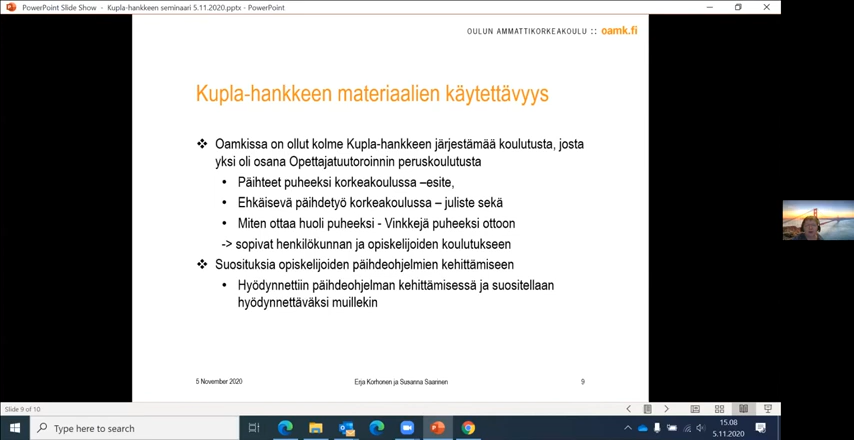 PowerPoint Slide Show - Kupla-hankkeen seminaari 5.11.2020.pptx - PowerPoint
OULUN AMMATTIKORKEAKOULU :: oamk.fi
Kupla-hankkeen materiaalien käytettävyys
❖ Oamkissa on ollut kolme Kupla-hankkeen järjestämää koulutusta, josta
yksi oli osana Opettajatuutoroinnin peruskoulutusta
• Päihteet puheeksi korkeakoulussa –esite,
• Ehkäisevä päihdetyö korkeakoulussa – juliste sekä
• Miten ottaa huoli puheeksi - Vinkkejä puheeksi ottoon
-> sopivat henkilökunnan ja opiskelijoiden koulutukseen
❖ Suosituksia opiskelijoiden päihdeohjelmien kehittämiseen
• Hyödynnettiin päihdeohjelman kehittämisessä ja suositellaan
hyödynnettäväksi muillekin
5 November 2020
Erja Korhonen ja Susanna Saarinen
9
Slide 9 of 10
Type here to search
15.08
5.11.2020